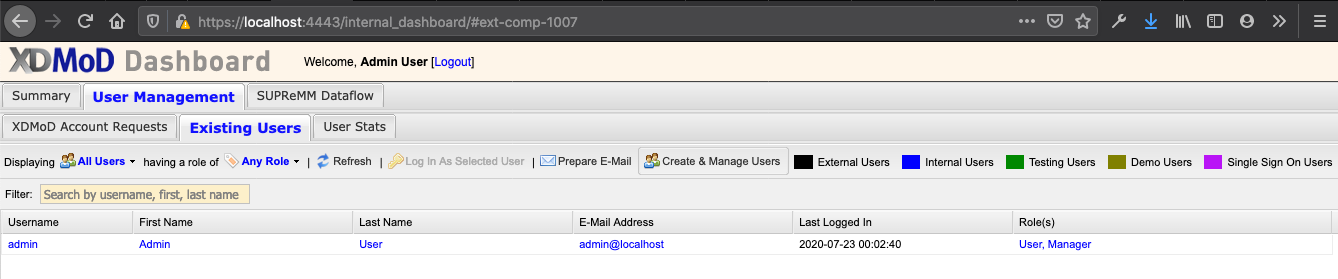 https://localhost:4443/internal_dashboard/#ext-comp-1007
XDMoD Dashboard Welcome, Admin User [Logout]
Summary User Management SUPReMM Dataflow
XDMoD Account Requests Existing Users User Stats
Displaying All Users having a role of Any Role | Refresh | Log In As Selected User | Prepare E-Mail Create & Manage Users External Users Internal Users Testing Users Demo Users Single Sign On Users
Filter: Search by username, first, last name
Username First Name Last Name E-Mail Address Last Logged In Role(s)
admin Admin User admin@localhost 2020-07-23 00:02:40 User, Manager